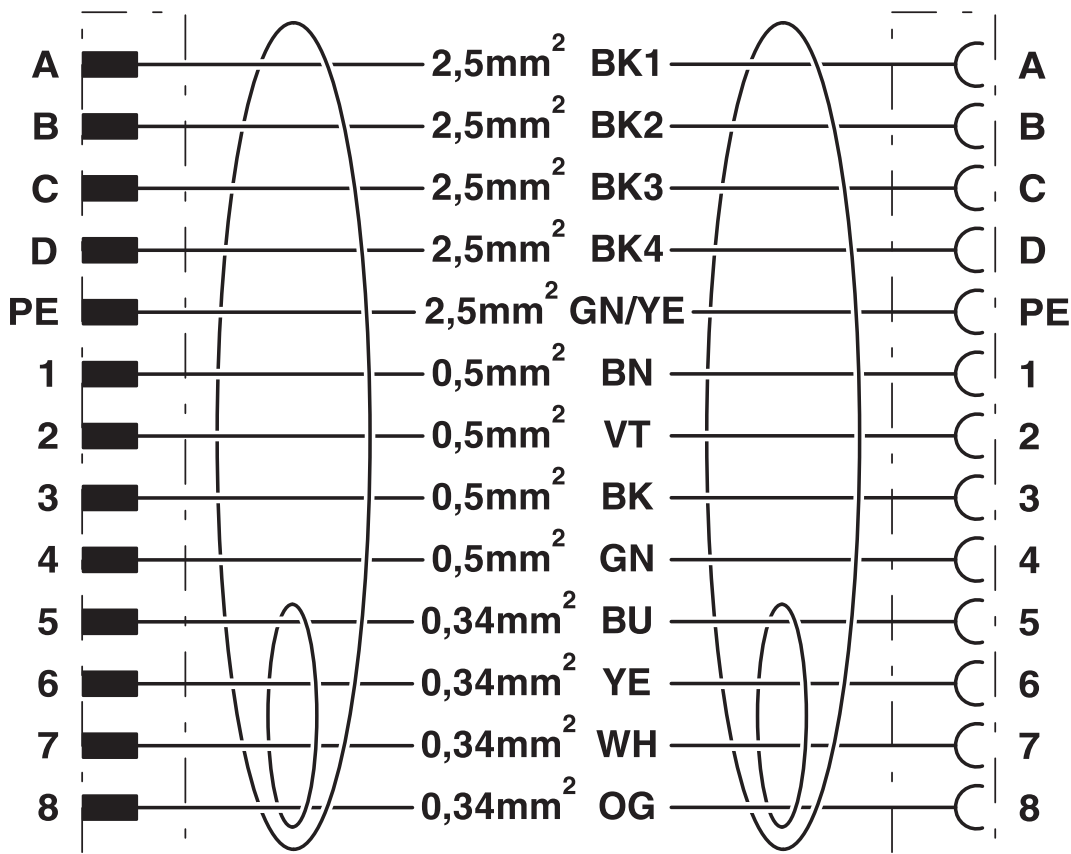 A 2,5mm² BK1 A
B 2,5mm² BK2 B
C 2,5mm² BK3 C
D 2,5mm² BK4 D
PE 2,5mm² GN/YE PE
1 0,5mm² BN 1
2 0,5mm² VT 2
3 0,5mm² BK 3
4 0,5mm² GN 4
5 0,34mm² BU 5
6 0,34mm² YE 6
7 0,34mm² WH 7
8 0,34mm² OG 8